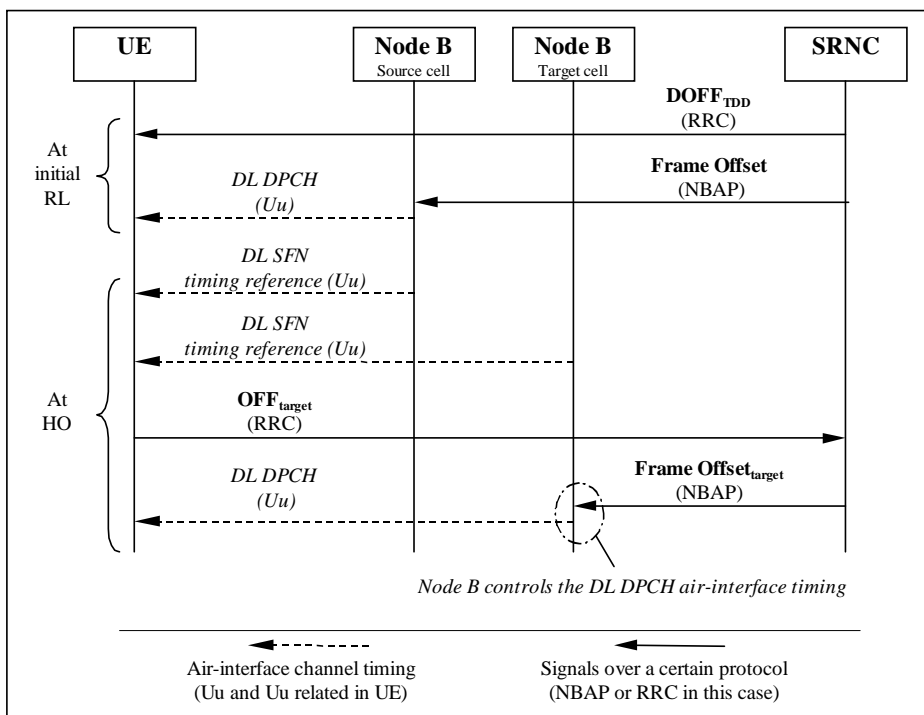 UE
Node B
Source cell
Node B
Target cell
SRNC
DOFF_TDD
(RRC)
At
initial
RL
Frame Offset
(NBAP)
DL DPCH
(Uu)
DL SFN
timing reference (Uu)
DL SFN
timing reference (Uu)
At
HO
OFF_target
(RRC)
Frame Offset_target
(NBAP)
DL DPCH
(Uu)
Node B controls the DL DPCH air-interface timing
Air-interface channel timing
(Uu and Uu related in UE)
Signals over a certain protocol
(NBAP or RRC in this case)